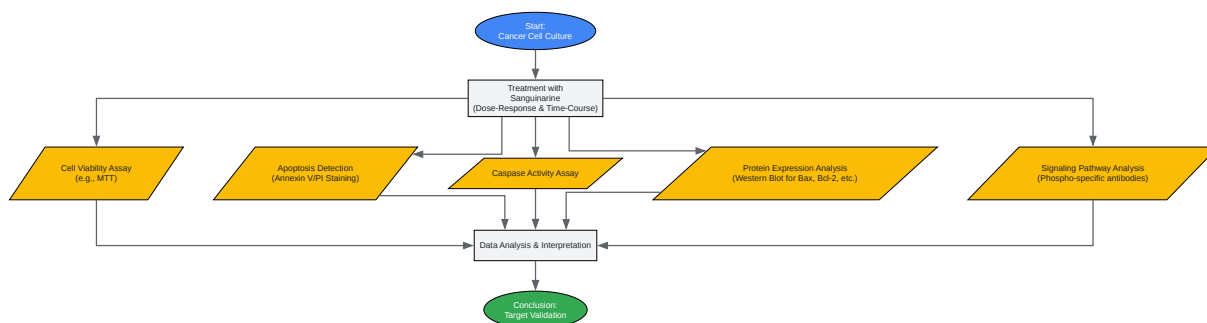 Start:
Cancer Cell Culture
Treatment with
Sanguinarine
(Dose-Response & Time-Course)
Cell Viability Assay
(e.g., MTT)
Apoptosis Detection
(Annexin V/PI Staining)
Caspase Activity Assay
Protein Expression Analysis
(Western Blot for Bax, Bcl-2, etc.)
Signaling Pathway Analysis
(Phospho-specific antibodies)
Data Analysis & Interpretation
Conclusion:
Target Validation